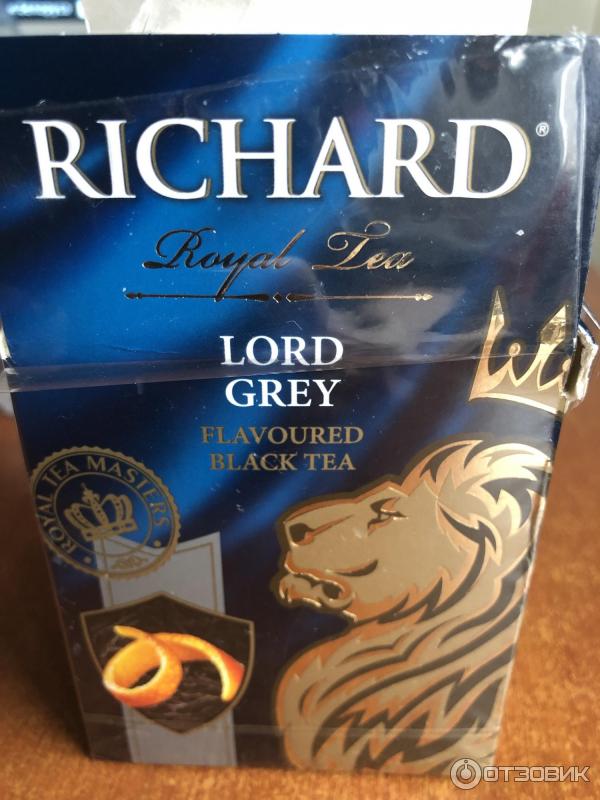 RICHARD®
Royal Tea
LORD
GREY
FLAVOURED
BLACK TEA
ROYAL TEA MASTERS
ОТЗОВИК